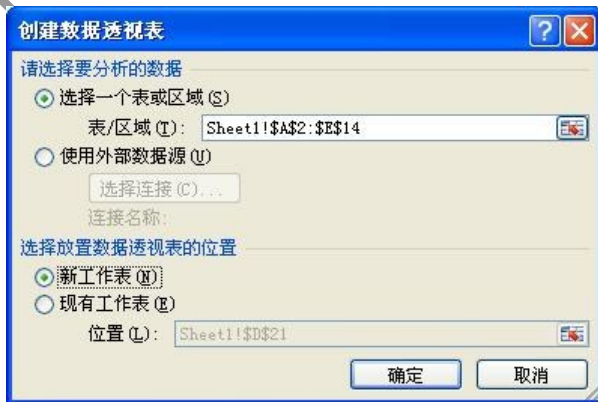 创建数据透视表
请选择要分析的数据
选择一个表或区域(S)
表/区域(T): Sheet1!$A$2:$E$14
使用外部数据源(U)
选择连接(C)...
连接名称:
选择放置数据透视表的位置
新工作表(N)
现有工作表(E)
位置(L): Sheet1!$D$21
确定 取消